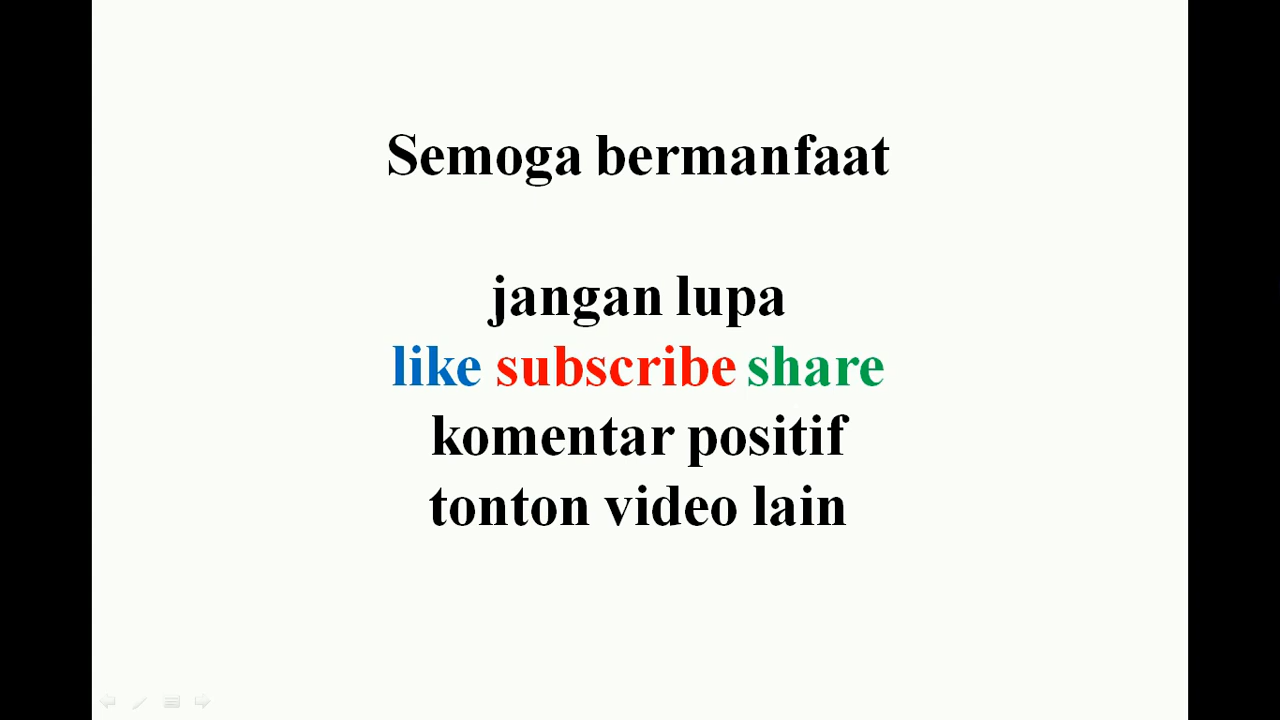 Semoga bermanfaat
jangan lupa
like subscribe share
komentar positif
tonton video lain